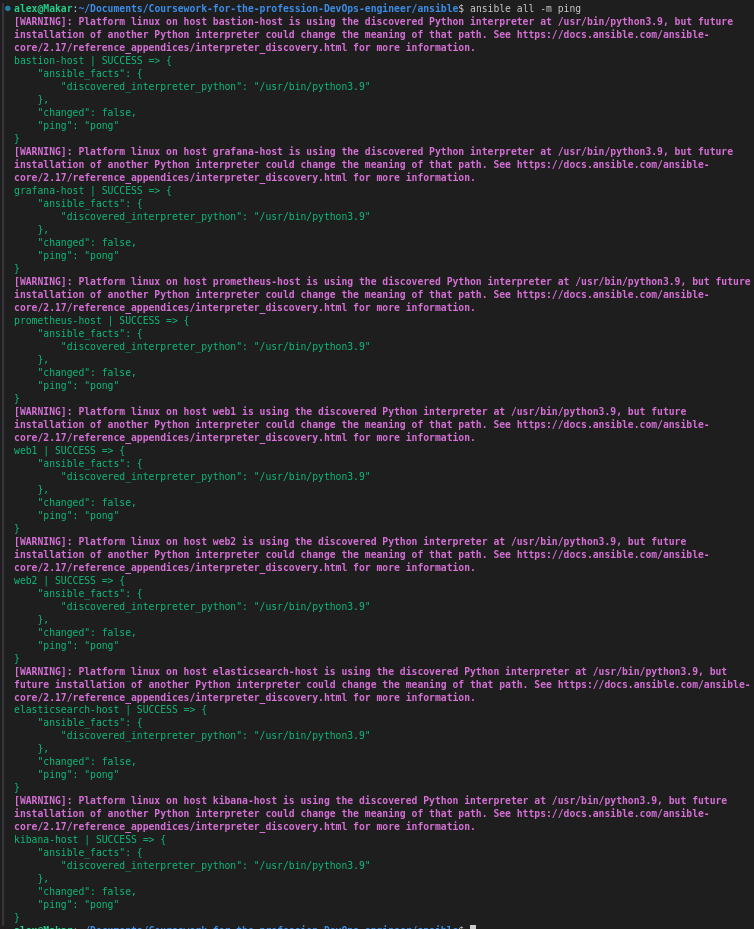 alex@Makar:~/Documents/Coursework-for-the-profession-DevOps-engineer/ansible$ ansible all -m ping
[WARNING]: Platform linux on host bastion-host is using the discovered Python interpreter at /usr/bin/python3.9, but future
installation of another Python interpreter could change the meaning of that path. See https://docs.ansible.com/ansible-
core/2.17/reference_appendices/interpreter_discovery.html for more information.
bastion-host | SUCCESS => {
    "ansible_facts": {
        "discovered_interpreter_python": "/usr/bin/python3.9"
    },
    "changed": false,
    "ping": "pong"
}
[WARNING]: Platform linux on host grafana-host is using the discovered Python interpreter at /usr/bin/python3.9, but future
installation of another Python interpreter could change the meaning of that path. See https://docs.ansible.com/ansible-
core/2.17/reference_appendices/interpreter_discovery.html for more information.
grafana-host | SUCCESS => {
    "ansible_facts": {
        "discovered_interpreter_python": "/usr/bin/python3.9"
    },
    "changed": false,
    "ping": "pong"
}
[WARNING]: Platform linux on host prometheus-host is using the discovered Python interpreter at /usr/bin/python3.9, but future
installation of another Python interpreter could change the meaning of that path. See https://docs.ansible.com/ansible-
core/2.17/reference_appendices/interpreter_discovery.html for more information.
prometheus-host | SUCCESS => {
    "ansible_facts": {
        "discovered_interpreter_python": "/usr/bin/python3.9"
    },
    "changed": false,
    "ping": "pong"
}
[WARNING]: Platform linux on host web1 is using the discovered Python interpreter at /usr/bin/python3.9, but future
installation of another Python interpreter could change the meaning of that path. See https://docs.ansible.com/ansible-
core/2.17/reference_appendices/interpreter_discovery.html for more information.
web1 | SUCCESS => {
    "ansible_facts": {
        "discovered_interpreter_python": "/usr/bin/python3.9"
    },
    "changed": false,
    "ping": "pong"
}
[WARNING]: Platform linux on host web2 is using the discovered Python interpreter at /usr/bin/python3.9, but future
installation of another Python interpreter could change the meaning of that path. See https://docs.ansible.com/ansible-
core/2.17/reference_appendices/interpreter_discovery.html for more information.
web2 | SUCCESS => {
    "ansible_facts": {
        "discovered_interpreter_python": "/usr/bin/python3.9"
    },
    "changed": false,
    "ping": "pong"
}
[WARNING]: Platform linux on host elasticsearch-host is using the discovered Python interpreter at /usr/bin/python3.9, but
future installation of another Python interpreter could change the meaning of that path. See https://docs.ansible.com/ansible-
core/2.17/reference_appendices/interpreter_discovery.html for more information.
elasticsearch-host | SUCCESS => {
    "ansible_facts": {
        "discovered_interpreter_python": "/usr/bin/python3.9"
    },
    "changed": false,
    "ping": "pong"
}
[WARNING]: Platform linux on host kibana-host is using the discovered Python interpreter at /usr/bin/python3.9, but future
installation of another Python interpreter could change the meaning of that path. See https://docs.ansible.com/ansible-
core/2.17/reference_appendices/interpreter_discovery.html for more information.
kibana-host | SUCCESS => {
    "ansible_facts": {
        "discovered_interpreter_python": "/usr/bin/python3.9"
    },
    "changed": false,
    "ping": "pong"
}
alex@Makar:~/Documents/Coursework-for-the-profession-DevOps-engineer/ansible$